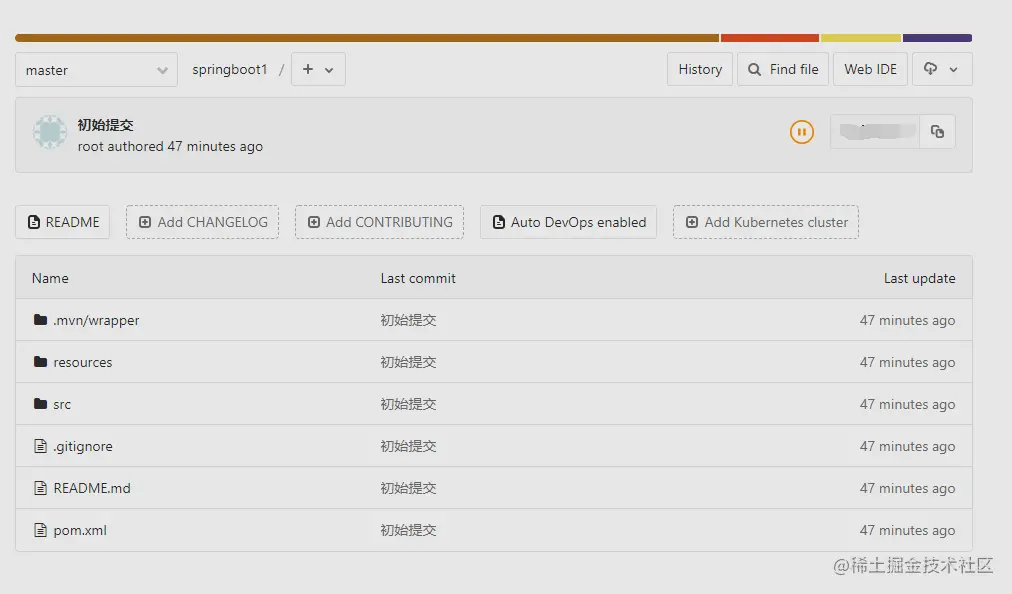 master springboot1 / + History Find file Web IDE
初始提交
root authored 47 minutes ago
README Add CHANGELOG Add CONTRIBUTING Auto DevOps enabled Add Kubernetes cluster
Name Last commit Last update
.mvn/wrapper 初始提交 47 minutes ago
resources 初始提交 47 minutes ago
src 初始提交 47 minutes ago
.gitignore 初始提交 47 minutes ago
README.md 初始提交 47 minutes ago
pom.xml 初始提交 47 minutes ago
@稀土掘金技术社区